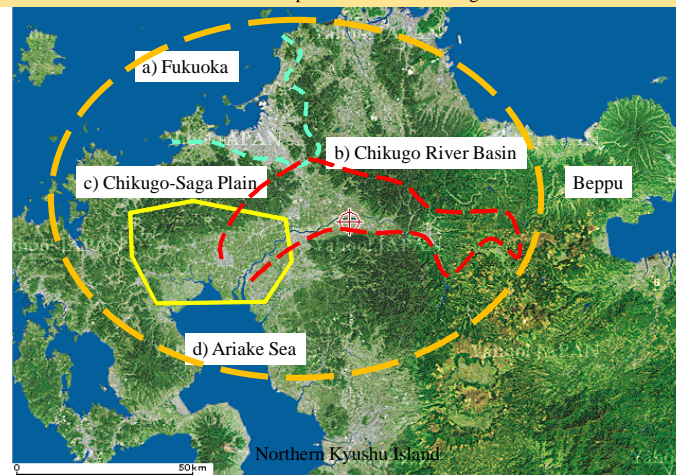 a) Fukuoka
b) Chikugo River Basin
c) Chikugo-Saga Plain
Beppu
d) Ariake Sea
Northern Kyushu Island
0
50km